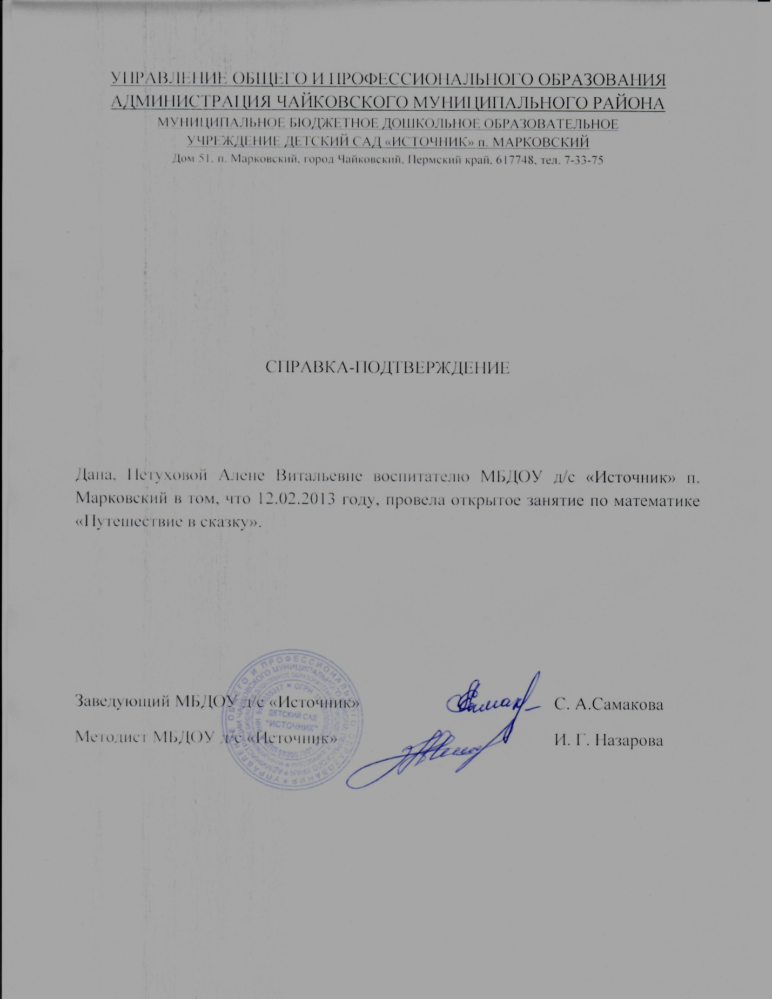 УПРАВЛЕНИЕ ОБЩЕГО И ПРОФЕССИОНАЛЬНОГО ОБРАЗОВАНИЯ
АДМИНИСТРАЦИЯ ЧАЙКОВСКОГО МУНИЦИПАЛЬНОГО РАЙОНА
МУНИЦИПАЛЬНОЕ БЮДЖЕТНОЕ ДОШКОЛЬНОЕ ОБРАЗОВАТЕЛЬНОЕ
УЧРЕЖДЕНИЕ ДЕТСКИЙ САД «ИСТОЧНИК» п. МАРКОВСКИЙ
Дом 51, п. Марковский, город Чайковский, Пермский край, 617748, тел. 7-33-75
СПРАВКА-ПОДТВЕРЖДЕНИЕ
Дана, Петуховой Алене Витальевне воспитателю МБДОУ д/с «Источник» п.
Марковский в том, что 12.02.2013 году, провела открытое занятие по математике
«Путешествие в сказку».
Заведующий МБДОУ д/с «Источник» С. А.Самакова
Методист МБДОУ д/с «Источник» И. Г. Назарова
ДЕТСКИЙ САД
"ИСТОЧНИК"